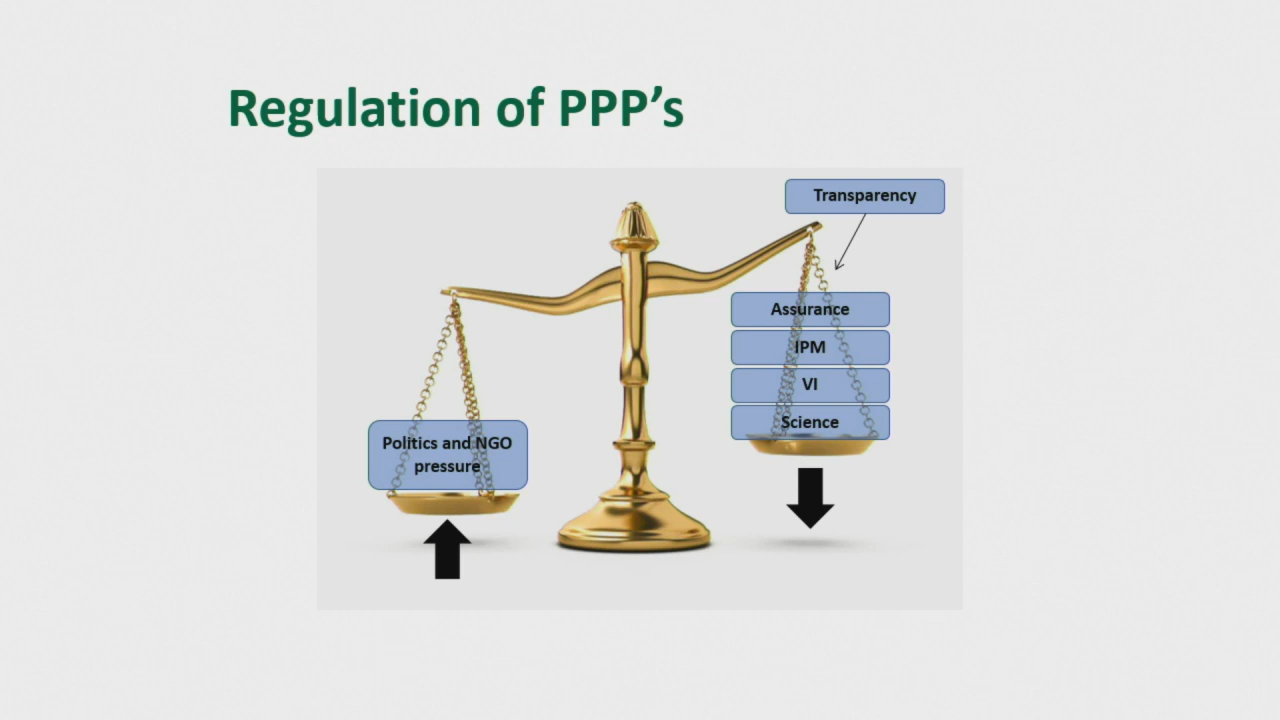 Regulation of PPP’s
Transparency
Assurance
IPM
VI
Science
Politics and NGO
pressure